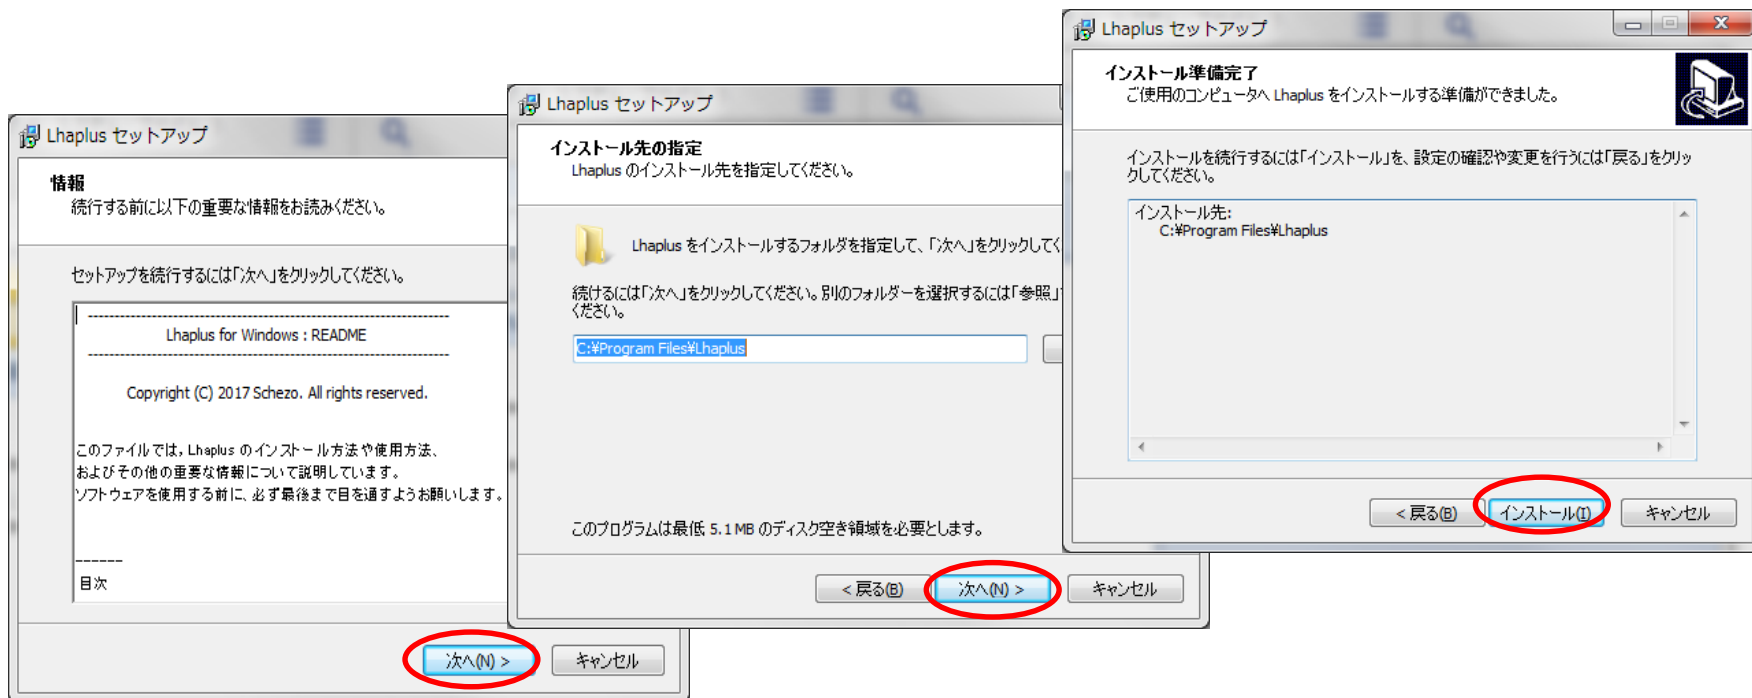 Lhaplus セットアップ
情報
続行する前に以下の重要な情報をお読みください。
セットアップを続行するには「次へ」をクリックしてください。
------------------------------------------------------------------
Lhaplus for Windows : README
------------------------------------------------------------------
Copyright (C) 2017 Schezo. All rights reserved.
このファイルでは, Lhaplus のインストール方法や使用方法、
およびその他の重要な情報について説明しています。
ソフトウェアを使用する前に、必ず最後まで目を通すようお願いします。
------
目次
次へ(N) >
キャンセル
Lhaplus セットアップ
インストール先の指定
Lhaplus のインストール先を指定してください。
Lhaplus をインストールするフォルダを指定して、「次へ」をクリックしてく
続けるには「次へ」をクリックしてください。別のフォルダーを選択するには「参照」
ください。
C:¥Program Files¥Lhaplus
このプログラムは最低 5.1 MB のディスク空き領域を必要とします。
< 戻る(B)
次へ(N) >
キャンセル
Lhaplus セットアップ
インストール準備完了
ご使用のコンピュータへ Lhaplus をインストールする準備ができました。
インストールを続行するには「インストール」を、設定の確認や変更を行うには「戻る」をクリッ
クしてください。
インストール先:
C:¥Program Files¥Lhaplus
< 戻る(B)
インストール(I)
キャンセル